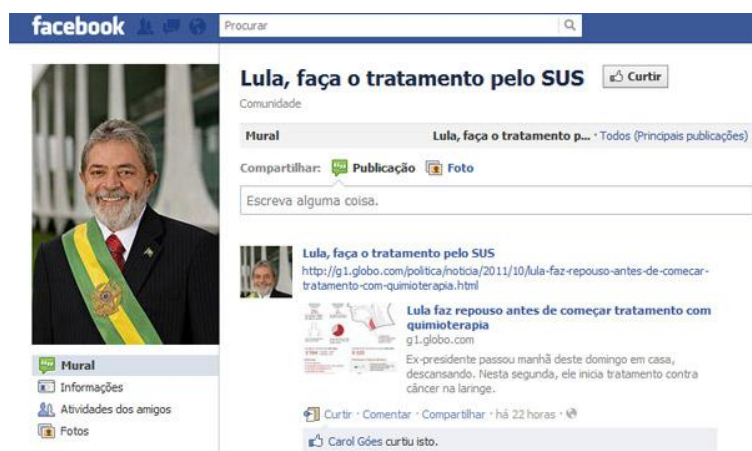 facebook
Procurar
Lula, faça o tratamento pelo SUS
Curtir
Comunidade
Mural
Lula, faça o tratamento p... · Todos (Principais publicações)
Compartilhar: Publicação Foto
Escreva alguma coisa.
Lula, faça o tratamento pelo SUS
http://g1.globo.com/politica/noticia/2011/10/lula-faz-repouso-antes-de-comecar-
tratamento-com-quimioterapia.html
Lula faz repouso antes de começar tratamento com
quimioterapia
g1.globo.com
Ex-presidente passou manhã deste domingo em casa,
descansando. Nesta segunda, ele inicia tratamento contra
câncer na laringe.
Curtir · Comentar · Compartilhar · há 22 horas ·
Carol Góes curtiu isto.
Mural
Informações
Atividades dos amigos
Fotos